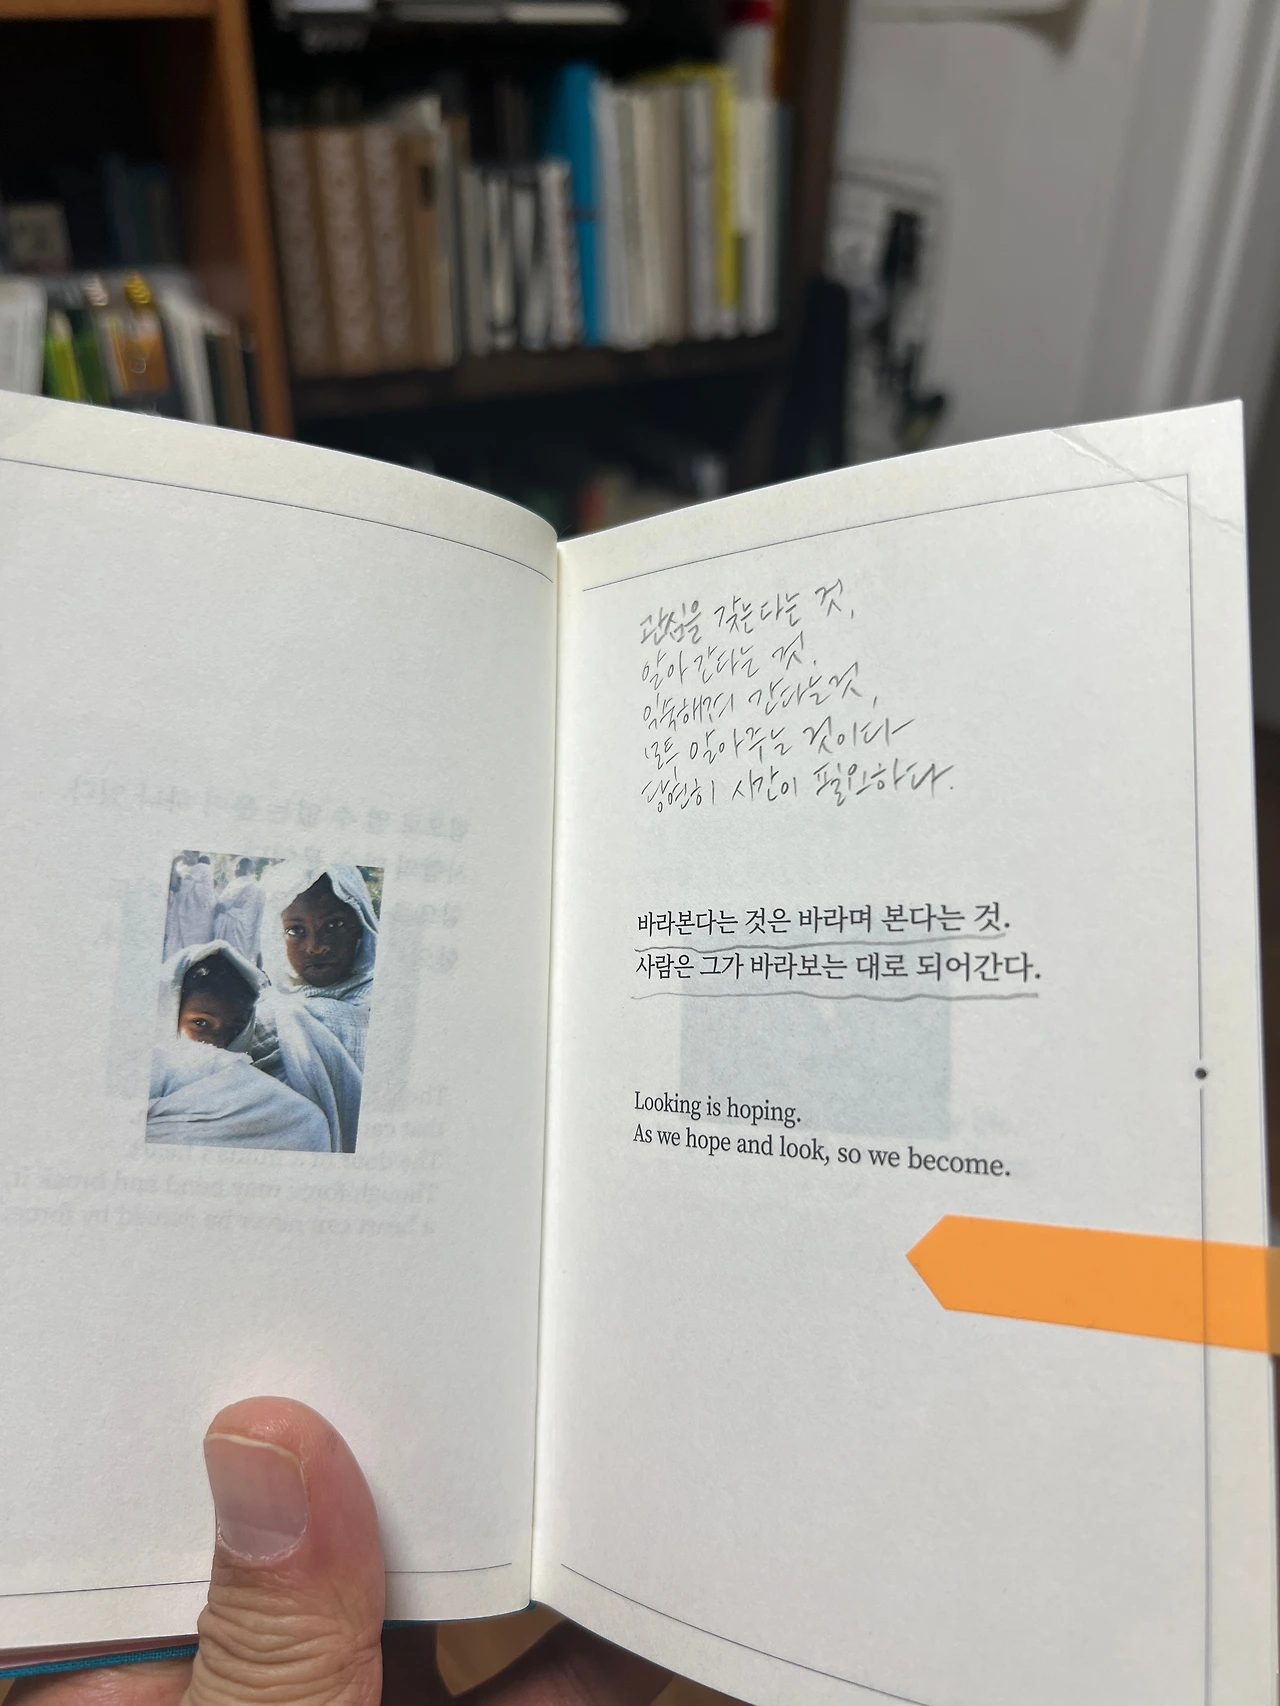 관심을 갖는다는 것,
알아 간다는 것,
익숙해져 간다는것,
모두 알아주는 것이다
당연히 시간이 필요하다.
바라본다는 것은 바라며 본다는 것.
사람은 그가 바라보는 대로 되어간다.
Looking is hoping.
As we hope and look, so we become.